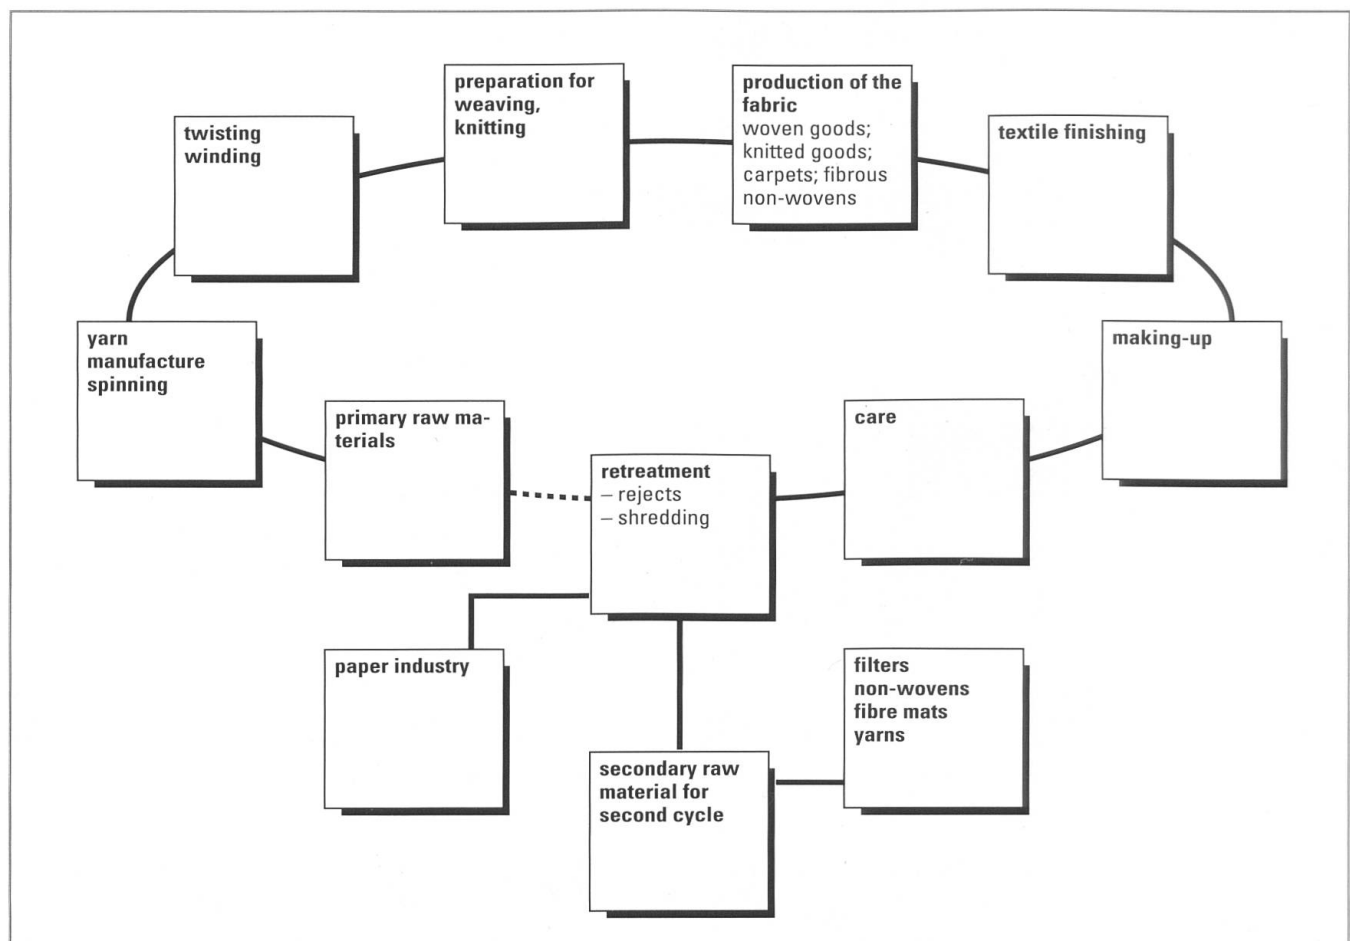 preparation for
weaving,
knitting
production of the
fabric
woven goods;
knitted goods;
carpets; fibrous
non-wovens
twisting
winding
textile finishing
yarn
manufacture
spinning
making-up
primary raw ma-
terials
care
retreatment
– rejects
– shredding
paper industry
filters
non-wovens
fibre mats
yarns
secondary raw
material for
second cycle